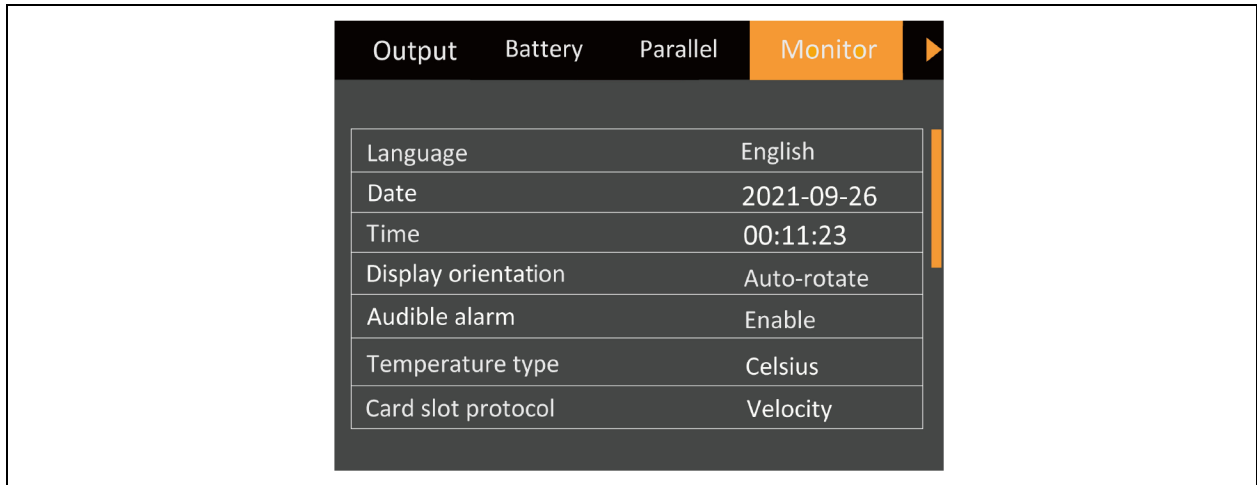 Output Battery Parallel Monitor
Language English
Date 2021-09-26
Time 00:11:23
Display orientation Auto-rotate
Audible alarm Enable
Temperature type Celsius
Card slot protocol Velocity